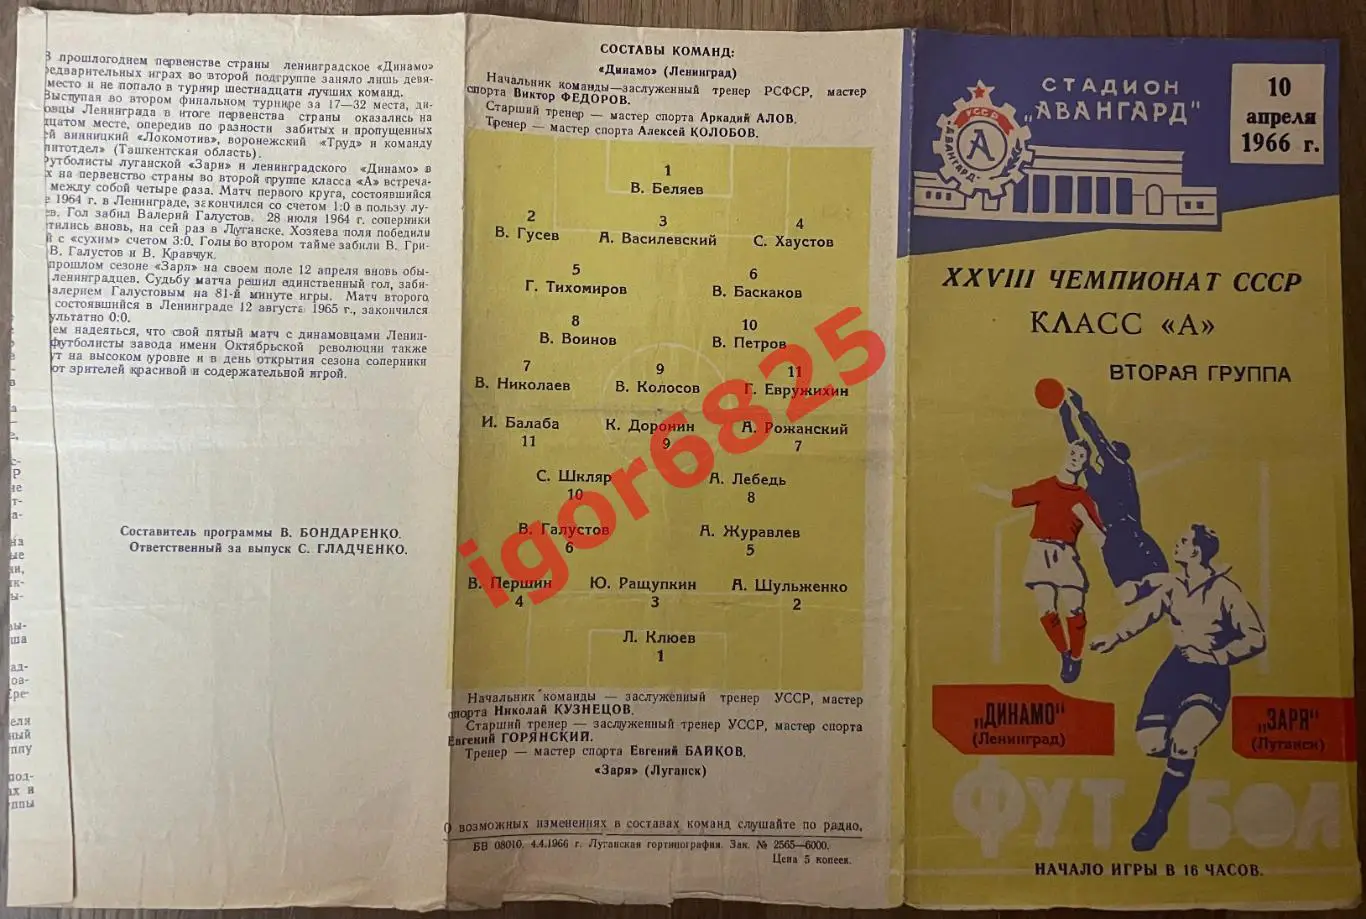 В прошлогоднем первенстве страны ленинградское «Динамо»
едварительных играх во второй подгруппе заняло лишь девя-
место и не попало в турнир шестнадцати лучших команд.
Выступая во втором финальном турнире за 17—32 места, ди-
овцы Ленинграда в итоге первенства страны оказались на
дцатом месте, опередив по разности забитых и пропущенных
ей винницкий «Локомотив», воронежский «Труд» и команду
литотдел» (Ташкентская область).
Футболисты луганской «Зари» и ленинградского «Динамо» в
х на первенство страны во второй группе класса «А» встреча-
между собой четыре раза. Матч первого круга, состоявшийся
е 1964 г. в Ленинграде, закончился со счетом 1:0 в пользу лу-
ев. Гол забил Валерий Галустов. 28 июля 1964 г. соперники
тились вновь, на сей раз в Луганске. Хозяева поля победили
й с «сухим» счетом 3:0. Голы во втором тайме забили В. Гри-
В. Галустов и В. Кравчук.
прошлом сезоне «Заря» на своем поле 12 апреля вновь обы-
ленинградцев. Судьбу матча решил единственный гол, заби-
алерием Галустовым на 81-й минуте игры. Матч второго
состоявшийся в Ленинграде 12 августа 1965 г., закончился
ультатно 0:0.
ем надеяться, что свой пятый матч с динамовцами Ленин-
футболисты завода имени Октябрьской революции также
ут на высоком уровне и в день открытия сезона соперники
ют зрителей красивой и содержательной игрой.
Составитель программы В. БОНДАРЕНКО.
Ответственный за выпуск С. ГЛАДЧЕНКО.
СОСТАВЫ КОМАНД:
«Динамо» (Ленинград)
Начальник команды—заслуженный тренер РСФСР, мастер
спорта Виктор ФЕДОРОВ.
Старший тренер — мастер спорта Аркадий АЛОВ.
Тренер — мастер спорта Алексей КОЛОБОВ.
1
В. Беляев
2 3 4
В. Гусев А. Василевский С. Хаустов
5 6
Г. Тихомиров В. Баскаков
8 10
В. Воинов В. Петров
7 9 11
В. Николаев В. Колосов Г. Евружихин
И. Балаба К. Доронин А. Рожанский
11 9 7
С. Шкляр А. Лебедь
10 8
В. Галустов А. Журавлев
6 5
В. Першин Ю. Ращупкин А. Шульженко
4 3 2
Л. Клюев
1
Начальник команды — заслуженный тренер УССР, мастер
спорта Николай КУЗНЕЦОВ.
Старший тренер — заслуженный тренер УССР, мастер спорта
Евгений ГОРЯНСКИЙ.
Тренер — мастер спорта Евгений БАЙКОВ.
«Заря» (Луганск)
О возможных изменениях в составах команд слушайте по радио.
БВ 08010. 4.4.1966 г. Луганская гортипография. Зак. № 2565—6000.
Цена 5 копеек.
СТАДИОН
„АВАНГАРД"
УССР
А
АВАНГАРД
10
апреля
1966 г.
XXVIII ЧЕМПИОНАТ СССР
КЛАСС «А»
ВТОРАЯ ГРУППА
„ДИНАМО"
(Ленинград)
„ЗАРЯ"
(Луганск)
ФУТБОЛ
НАЧАЛО ИГРЫ В 16 ЧАСОВ.
igor6825